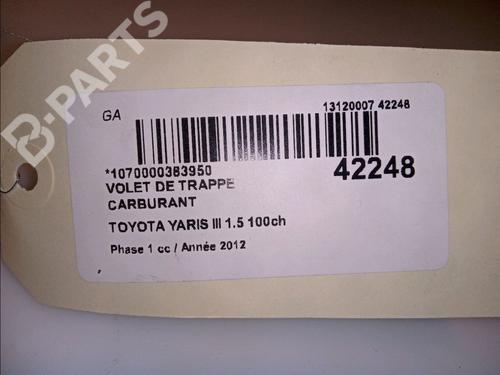 B-PARTS
GA
13120007 42248
*1070000383950
42248
VOLET DE TRAPPE
CARBURANT
TOYOTA YARIS III 1.5 100ch
Phase 1 cc / Année 2012